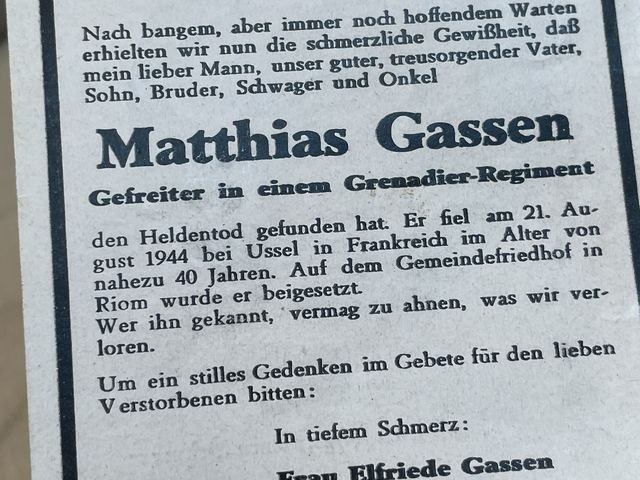 Nach bangem, aber immer noch hoffendem Warten
erhielten wir nun die schmerzliche Gewißheit, daß
mein lieber Mann, unser guter, treusorgender Vater,
Sohn, Bruder, Schwager und Onkel
Matthias Gassen
Gefreiter in einem Grenadier-Regiment
den Heldentod gefunden hat. Er fiel am 21. Au-
gust 1944 bei Ussel in Frankreich im Alter von
nahezu 40 Jahren. Auf dem Gemeindefriedhof in
Riom wurde er beigesetzt.
Wer ihn gekannt, vermag zu ahnen, was wir ver-
loren.
Um ein stilles Gedenken im Gebete für den lieben
Verstorbenen bitten:
In tiefem Schmerz:
Frau Elfriede Gassen